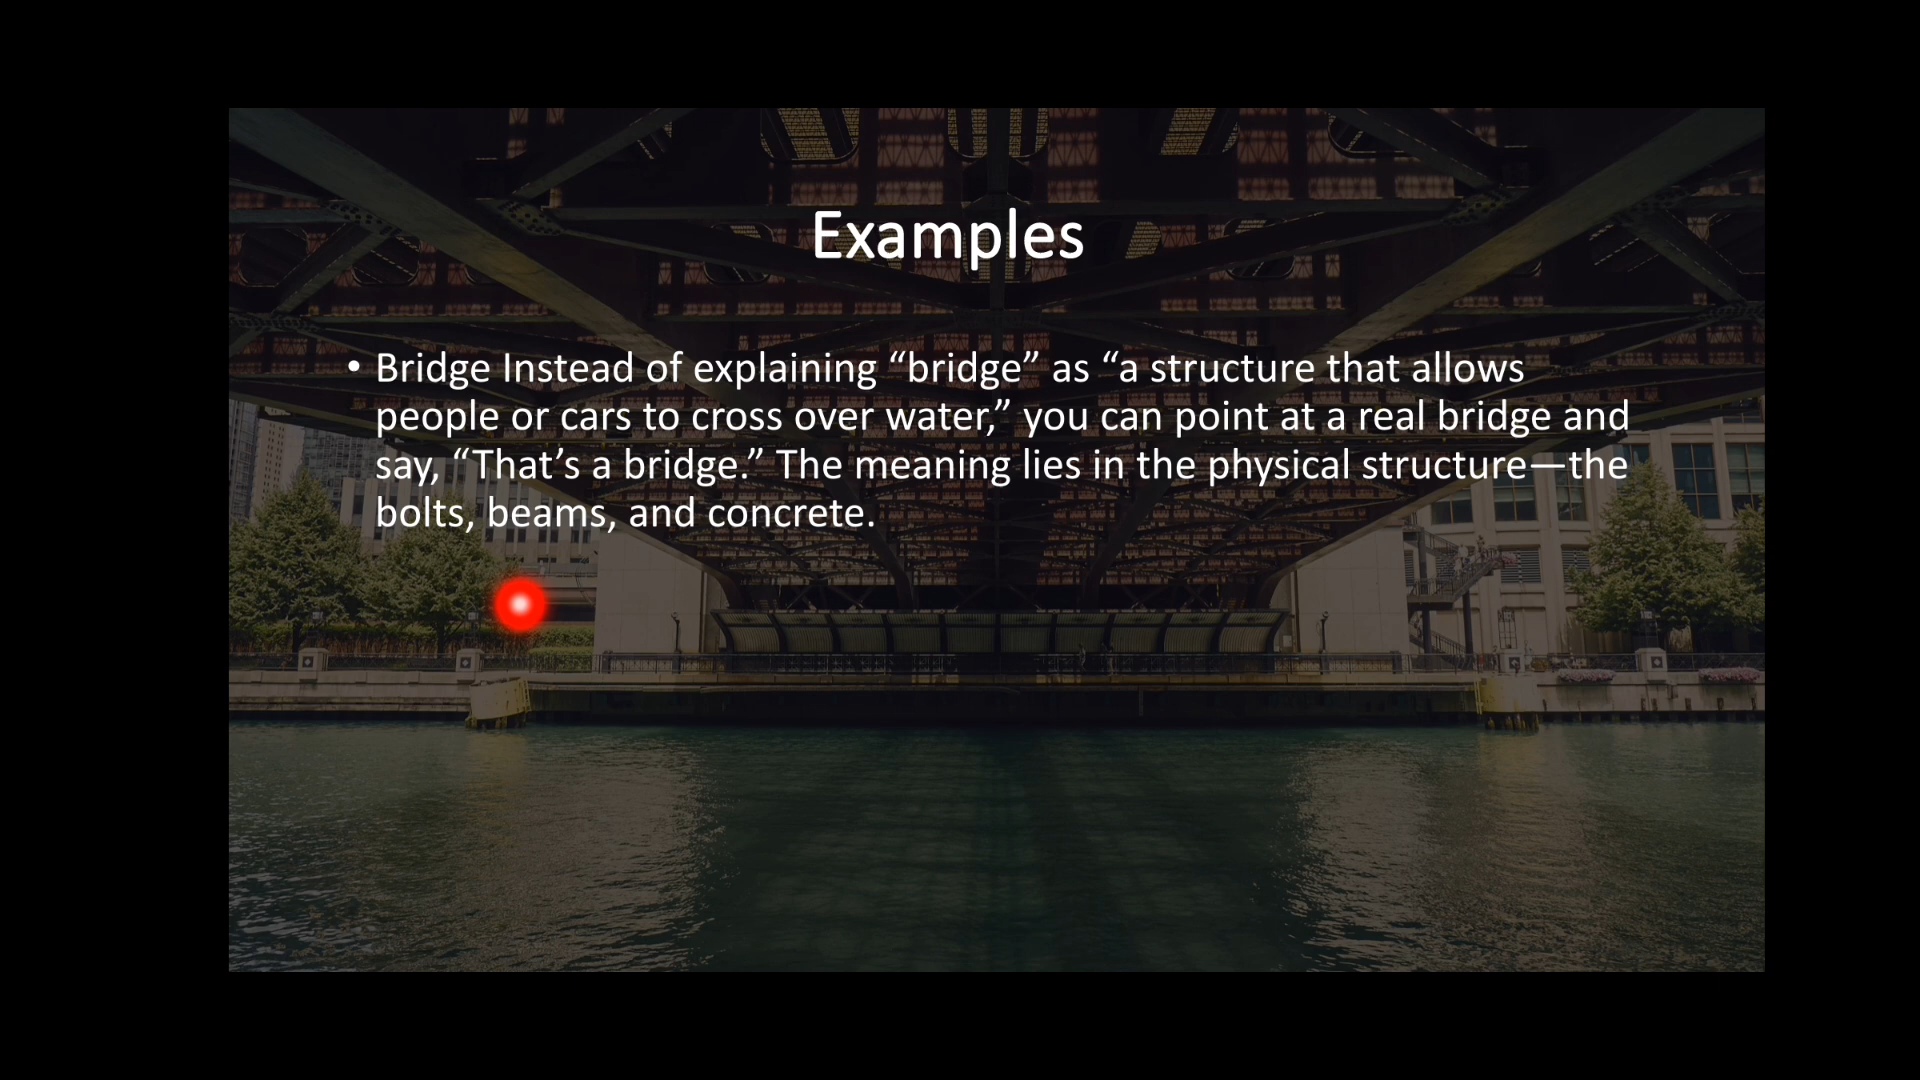 Examples
• Bridge Instead of explaining “bridge” as “a structure that allows
people or cars to cross over water,” you can point at a real bridge and
say, “That’s a bridge.” The meaning lies in the physical structure—the
bolts, beams, and concrete.